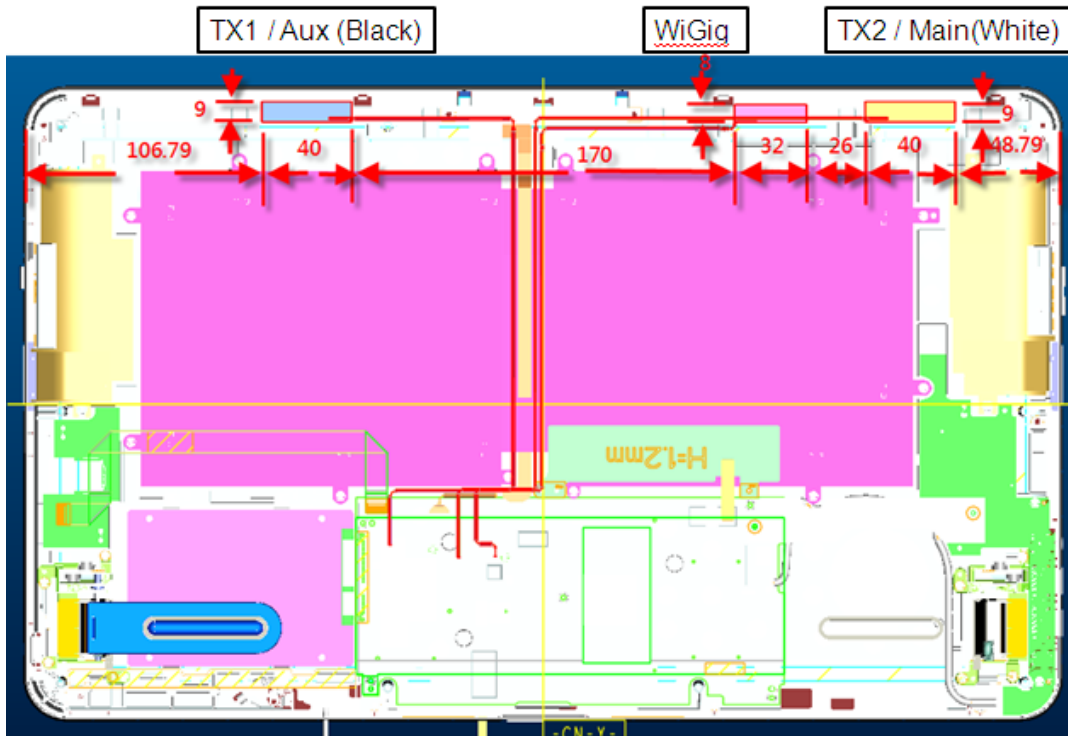 TX1 / Aux (Black)
WiGig
TX2 / Main(White)
8
9
9
106.79
40
170
32
26
40
48.79
H=1.2mm
-CN-X-